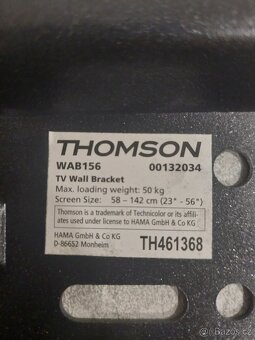 THOMSON
WAB156 00132034
TV Wall Bracket
Max. loading weight: 50 kg
Screen Size: 58 – 142 cm (23" - 56")
Thomson is a trademark of Technicolor or its affili-
ates used under license to HAMA GmbH & Co KG
HAMA GmbH & Co KG
D-86652 Monheim TH461368